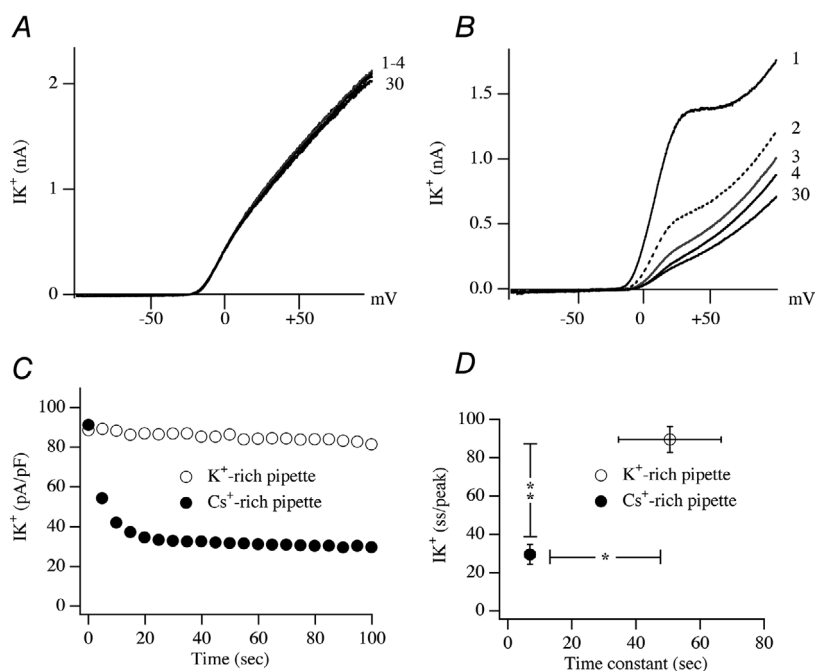 A
B
2
1
0
IK⁺ (nA)
1-4
30
-50
0
+50
mV
1.5
1.0
0.5
0.0
IK⁺ (nA)
1
2
3
4
30
-50
0
+50
mV
C
D
100
80
60
40
20
0
IK⁺ (pA/pF)
K⁺-rich pipette
Cs⁺-rich pipette
0
20
40
60
80
100
Time (sec)
100
80
60
40
20
0
IK⁺ (ss/peak)
**
K⁺-rich pipette
Cs⁺-rich pipette
*
0
20
40
60
80
Time constant (sec)